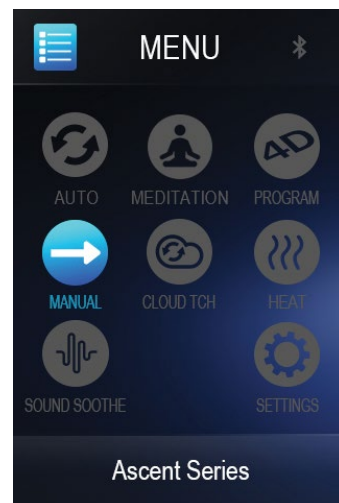 MENU
AUTO MEDITATION PROGRAM
MANUAL CLOUD TCH HEAT
SOUND SOOTHE SETTINGS
Ascent Series